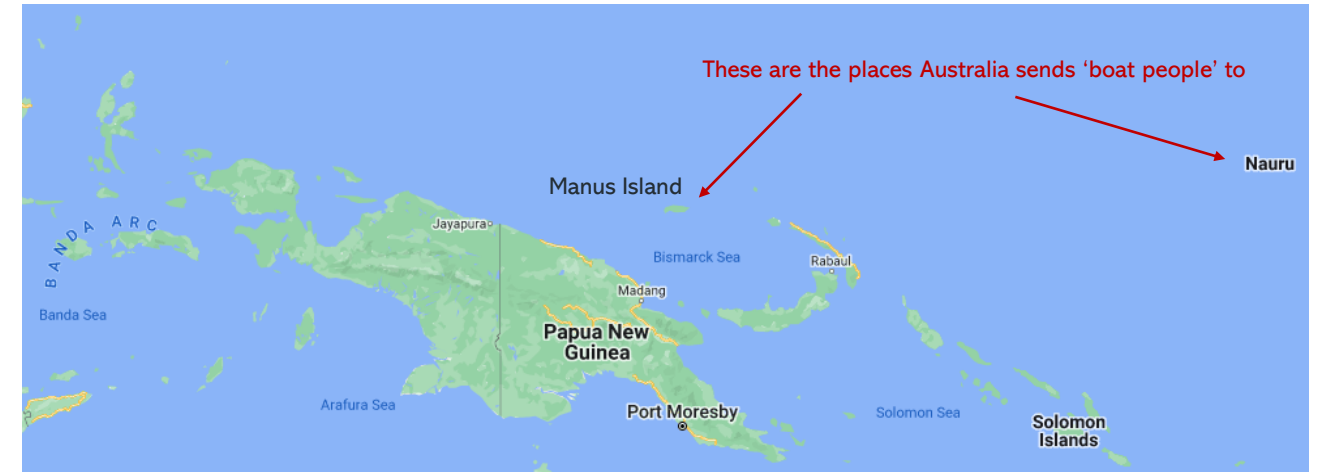 These are the places Australia sends ‘boat people’ to
Nauru
Manus Island
BANDA ARC
Jayapura
Bismarck Sea
Rabaul
Madang
Banda Sea
Papua New
Guinea
Arafura Sea
Port Moresby
Solomon Sea
Solomon
Islands